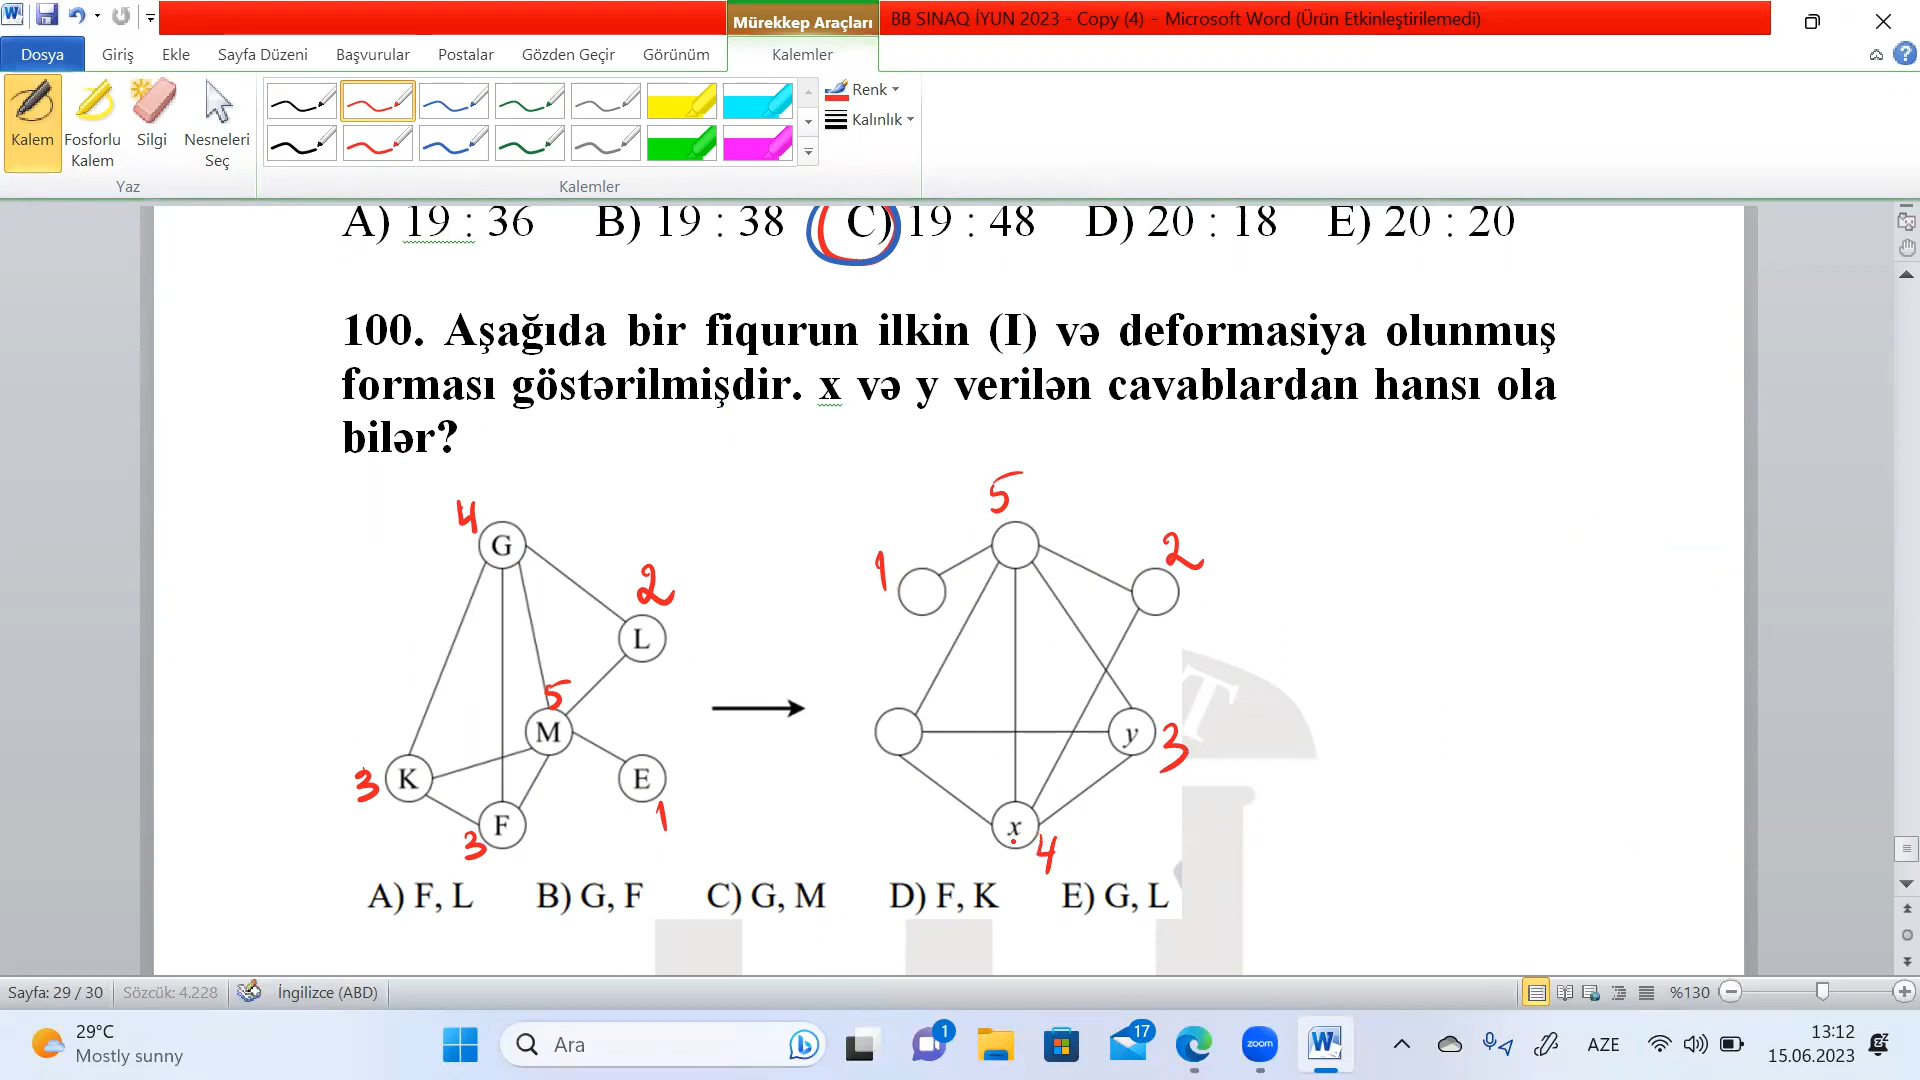 Mürekkep Araçları
BB SINAQ İYUN 2023 - Copy (4) - Microsoft Word (Ürün Etkinleştirilemedi)
Dosya Giriş Ekle Sayfa Düzeni Başvurular Postalar Gözden Geçir Görünüm Kalemler
Kalem Fosforlu Kalem Silgi Nesneleri Seç
Renk
Kalınlık
Yaz Kalemler
A) 19 : 36 B) 19 : 38 C) 19 : 48 D) 20 : 18 E) 20 : 20
100. Aşağıda bir fiqurun ilkin (I) və deformasiya olunmuş
forması göstərilmişdir. x və y verilən cavablardan hansı ola
bilər?
4 G 2 L 5 M K 3 F 3 E 1
5 1 2 y 3 x 4
A) F, L B) G, F C) G, M D) F, K E) G, L
T
Sayfa: 29 / 30 Sözcük: 4.228 İngilizce (ABD) %130
29°C
Mostly sunny
Ara
1
17
zoom
W
AZE
13:12
15.06.2023